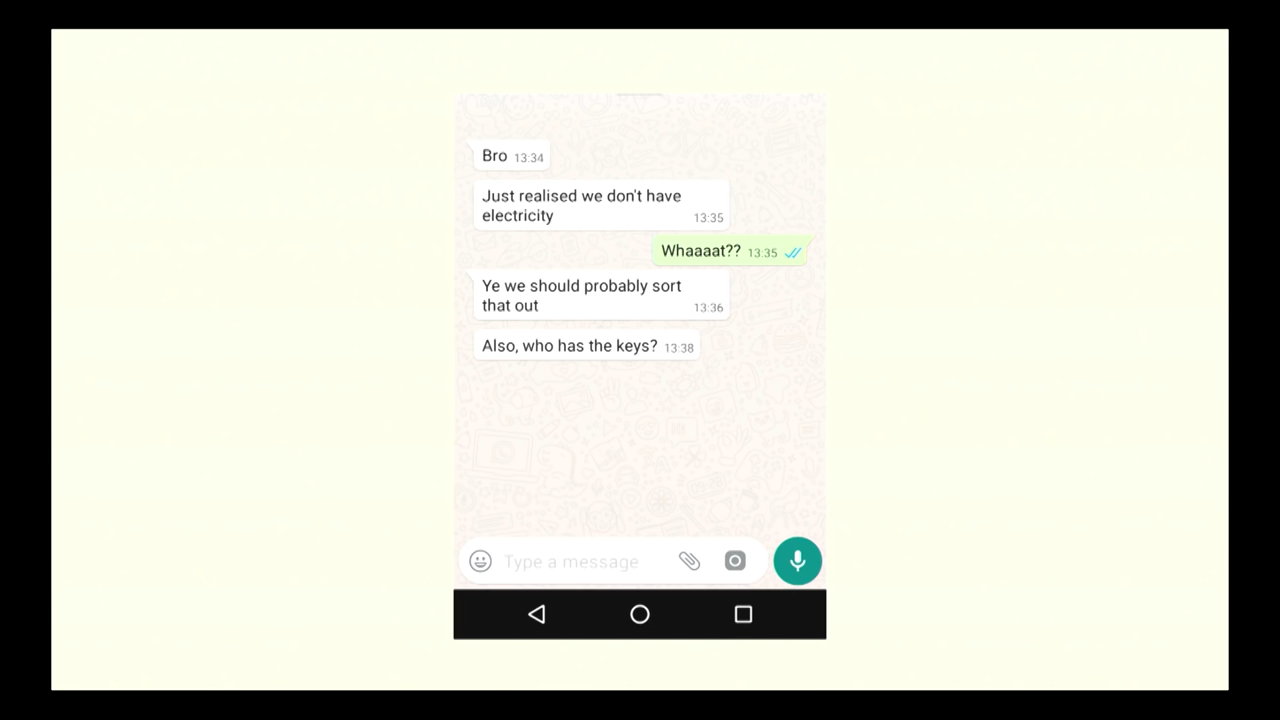 Bro 13:34
Just realised we don't have
electricity 13:35
Whaaaat?? 13:35
Ye we should probably sort
that out 13:36
Also, who has the keys? 13:38
Type a message